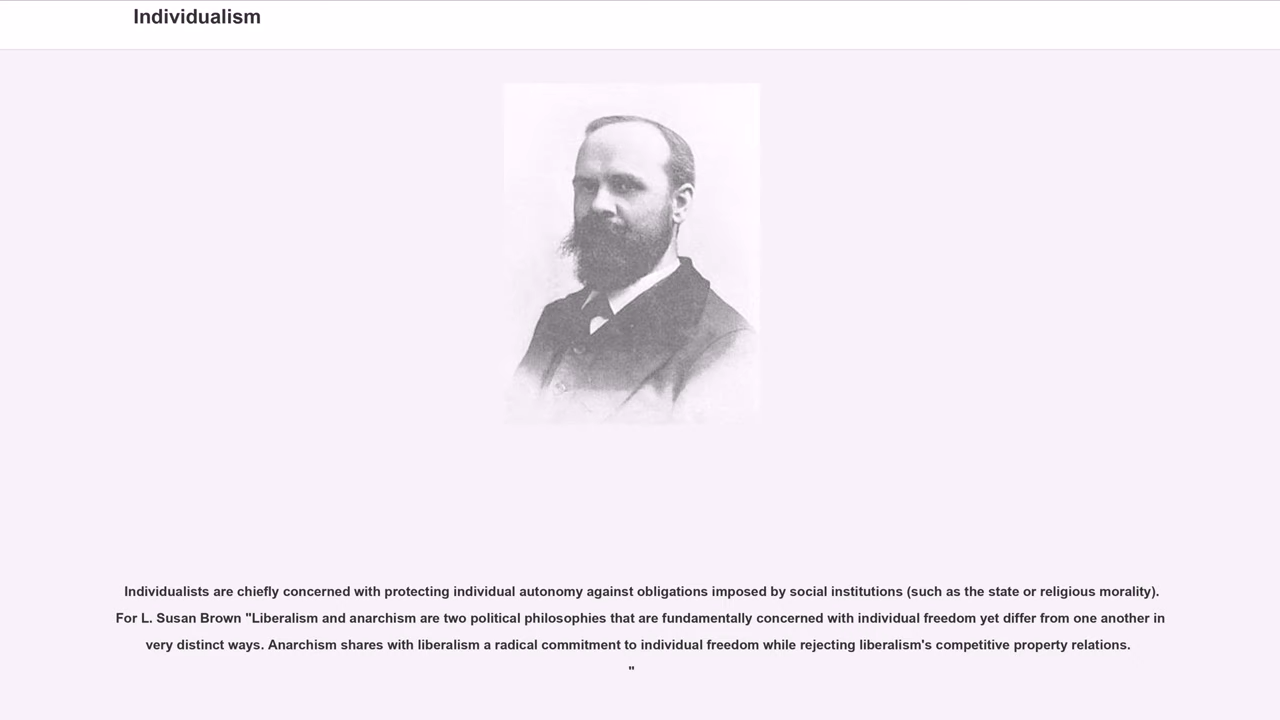 Individualism
Individualists are chiefly concerned with protecting individual autonomy against obligations imposed by social institutions (such as the state or religious morality).
For L. Susan Brown "Liberalism and anarchism are two political philosophies that are fundamentally concerned with individual freedom yet differ from one another in
very distinct ways. Anarchism shares with liberalism a radical commitment to individual freedom while rejecting liberalism's competitive property relations.
"